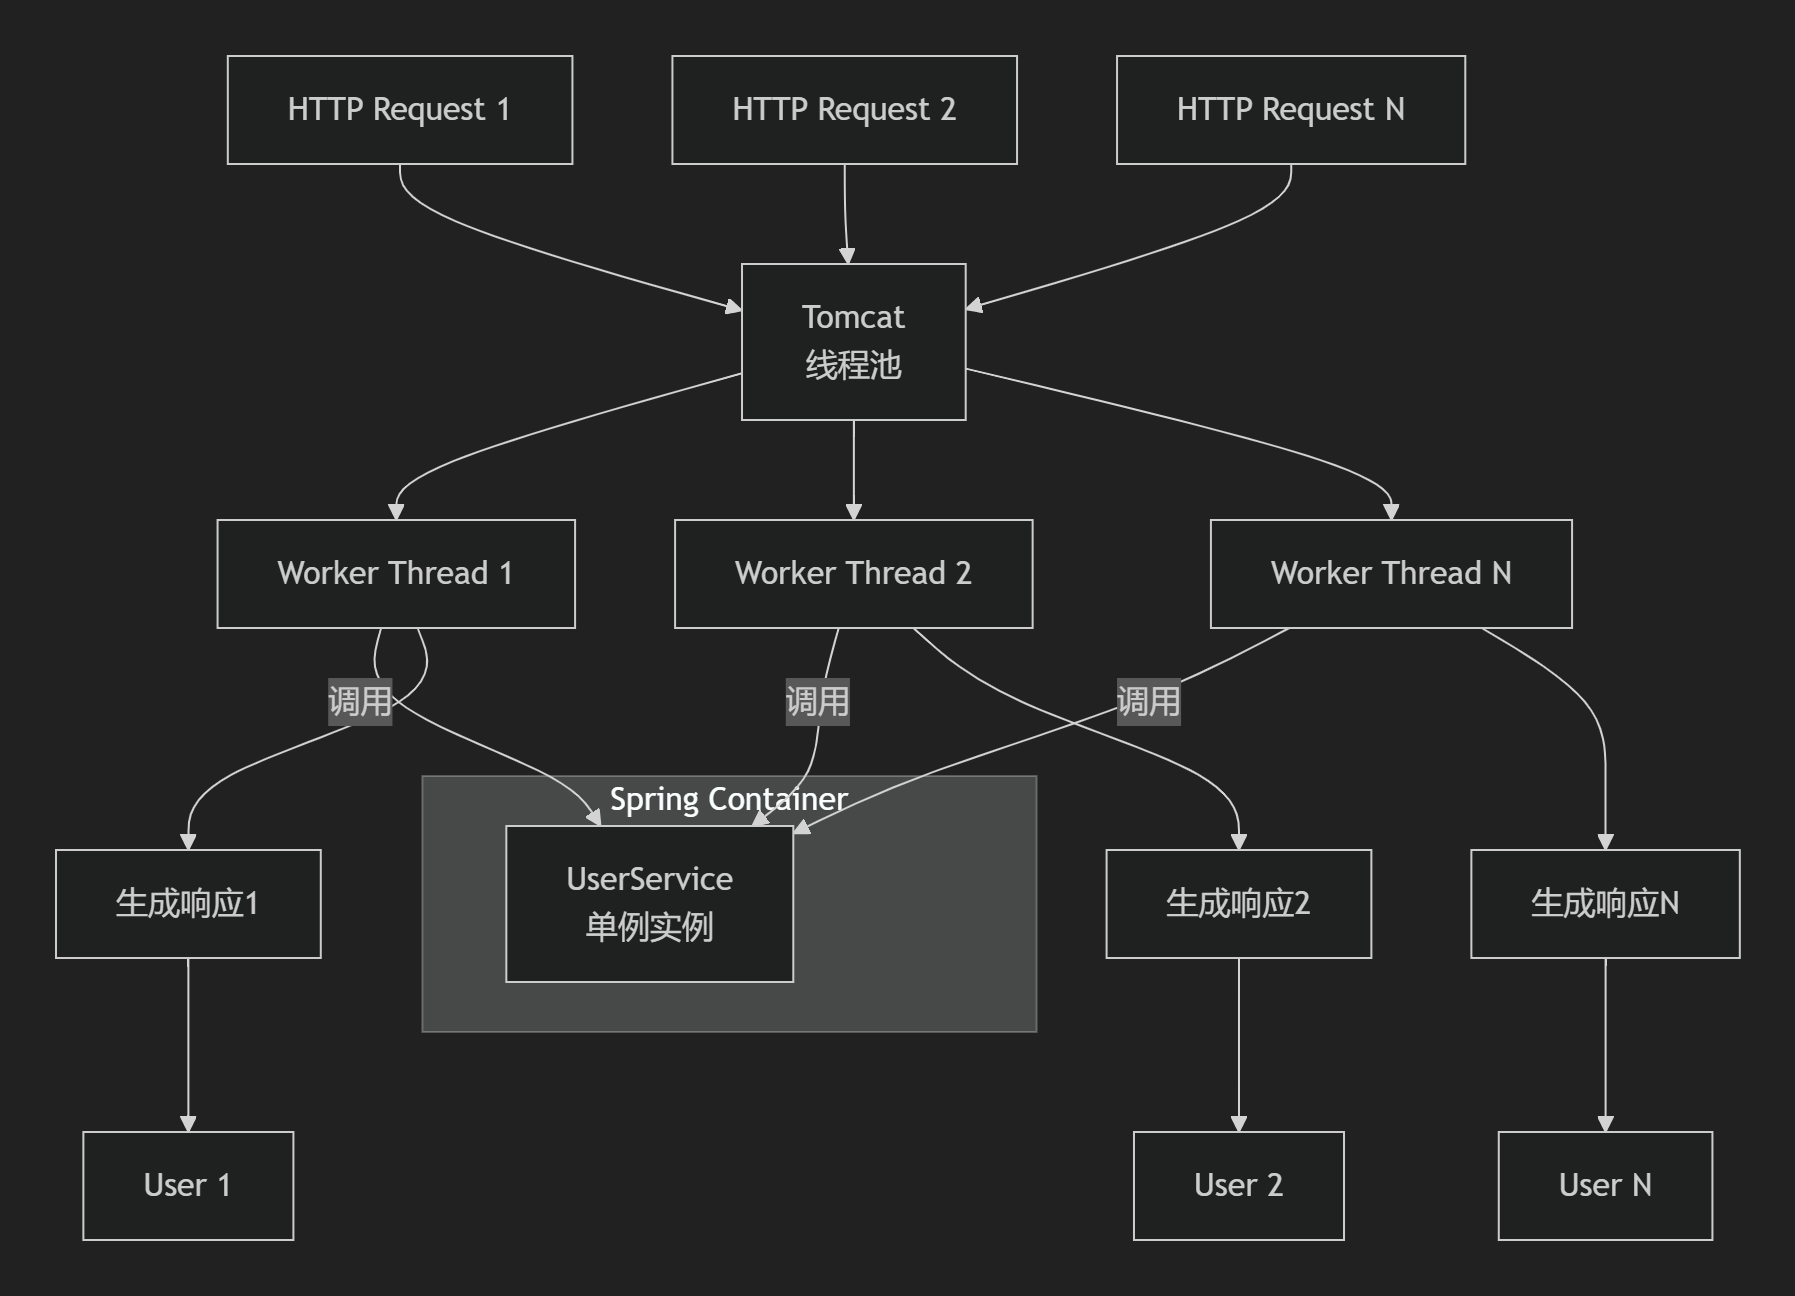 HTTP Request 1
HTTP Request 2
HTTP Request N
Tomcat
线程池
Worker Thread 1
Worker Thread 2
Worker Thread N
调用
调用
调用
Spring Container
UserService
单例实例
生成响应1
生成响应2
生成响应N
User 1
User 2
User N